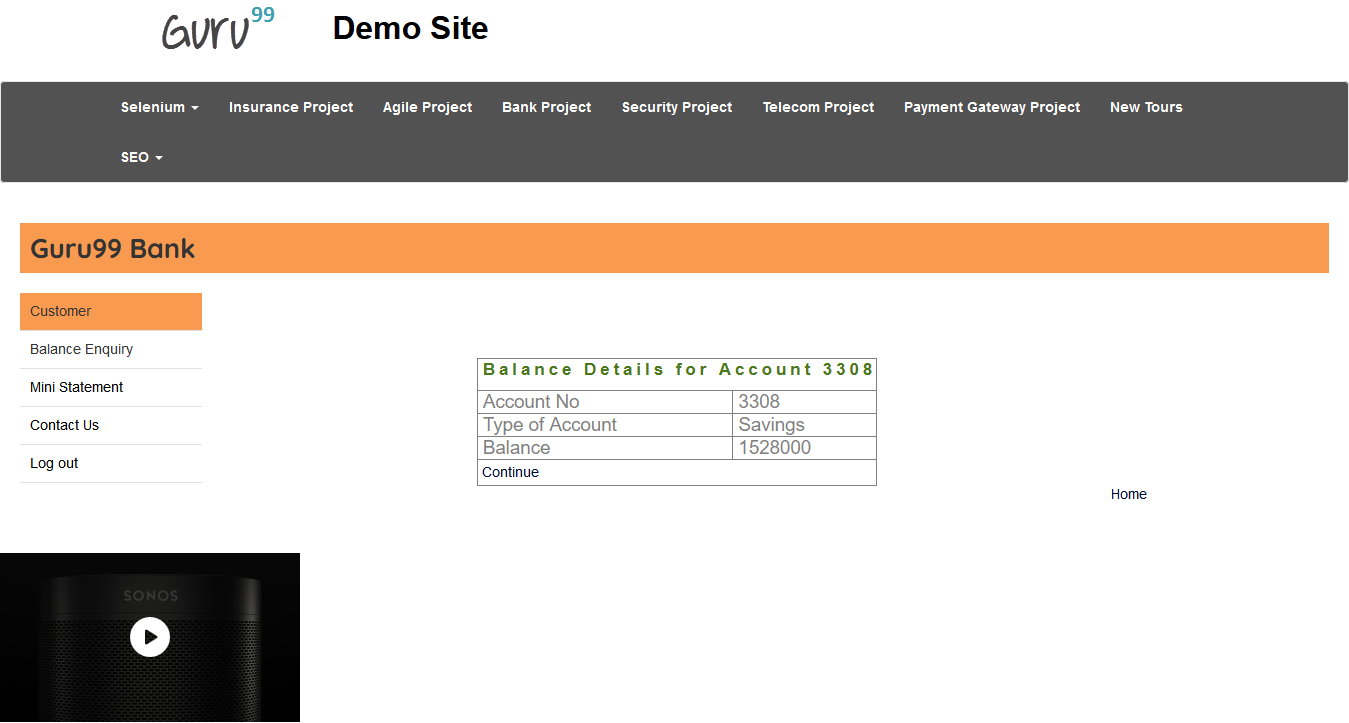 Guru99 Demo Site
Selenium Insurance Project Agile Project Bank Project Security Project Telecom Project Payment Gateway Project New Tours
SEO
Guru99 Bank
Customer
Balance Enquiry
Mini Statement
Contact Us
Log out
Balance Details for Account 3308
Account No 3308
Type of Account Savings
Balance 1528000
Continue
Home
SONOS